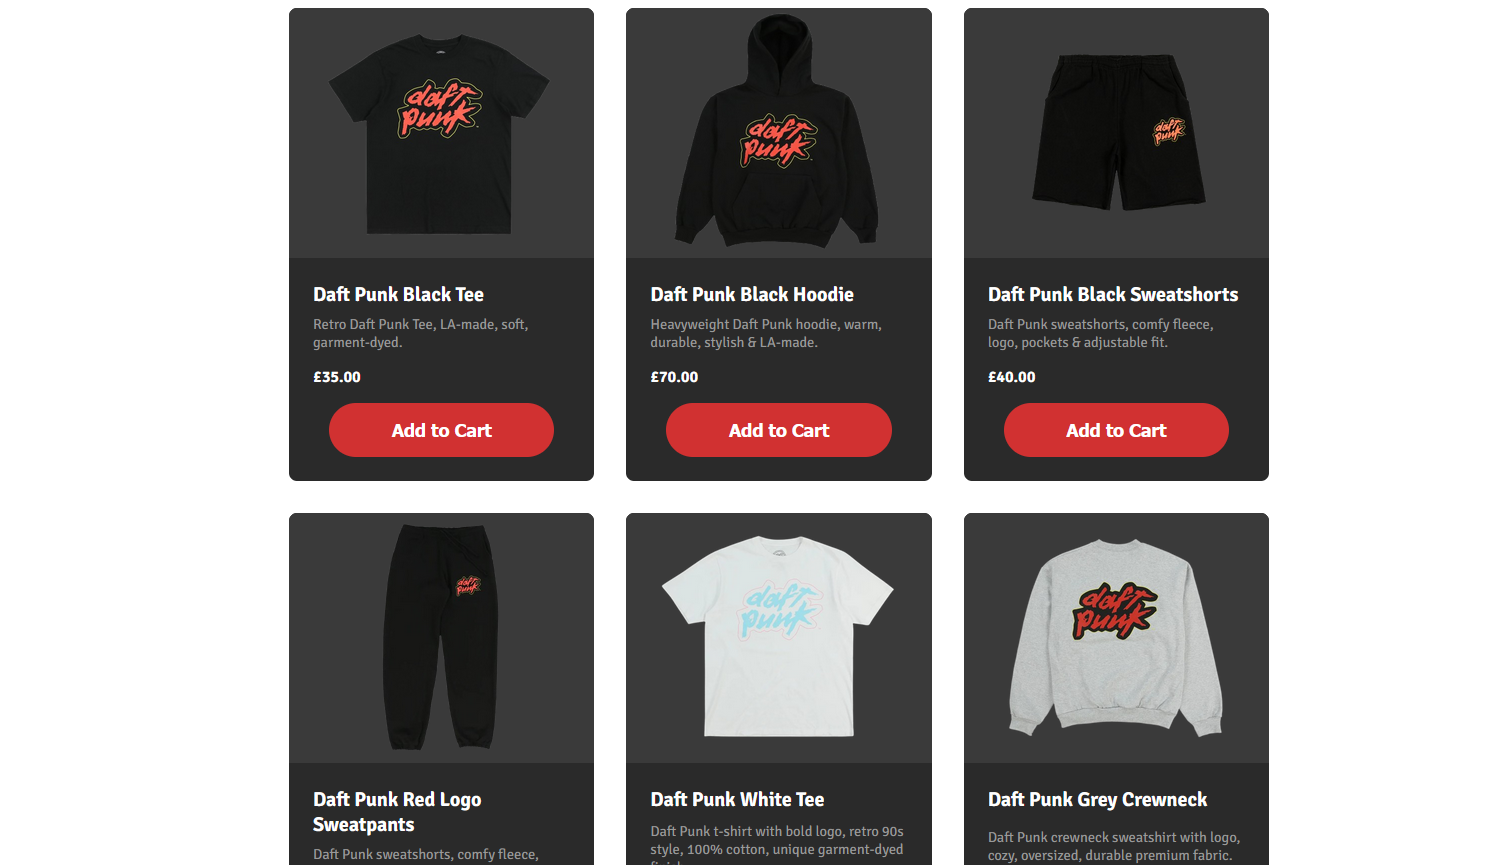 daft
punk
daft
punk
daft
punk
Daft Punk Black Tee
Retro Daft Punk Tee, LA-made, soft,
garment-dyed.
£35.00
Add to Cart
Daft Punk Black Hoodie
Heavyweight Daft Punk hoodie, warm,
durable, stylish & LA-made.
£70.00
Add to Cart
Daft Punk Black Sweatshorts
Daft Punk sweatshorts, comfy fleece,
logo, pockets & adjustable fit.
£40.00
Add to Cart
daft
punk
daft
punk
daft
punk
Daft Punk Red Logo
Sweatpants
Daft Punk sweatshorts, comfy fleece,
Daft Punk White Tee
Daft Punk t-shirt with bold logo, retro 90s
style, 100% cotton, unique garment-dyed
Daft Punk Grey Crewneck
Daft Punk crewneck sweatshirt with logo,
cozy, oversized, durable premium fabric.